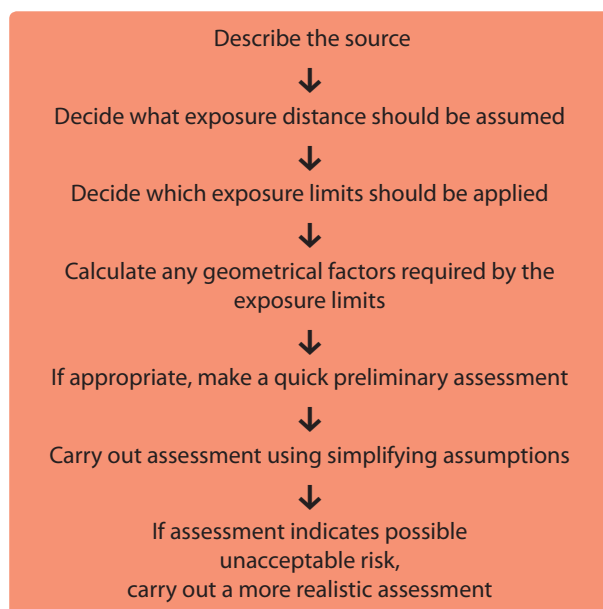 Describe the source
Decide what exposure distance should be assumed
Decide which exposure limits should be applied
Calculate any geometrical factors required by the
exposure limits
If appropriate, make a quick preliminary assessment
Carry out assessment using simplifying assumptions
If assessment indicates possible
unacceptable risk,
carry out a more realistic assessment